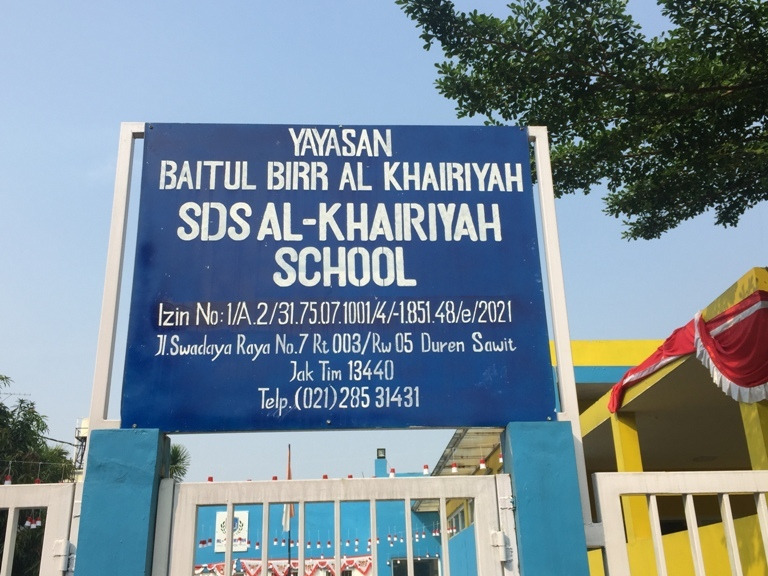 YAYASAN
BAITUL BIRR AL KHAIRIYAH
SDS AL-KHAIRIYAH
SCHOOL
Izin No: 1/A.2/31.75.07.1001/4/-1.851.48/e/2021
Jl. Swadaya Raya No.7 Rt 003/Rw 05 Duren Sawit
Jak Tim 13440
Telp. (021) 285 31431